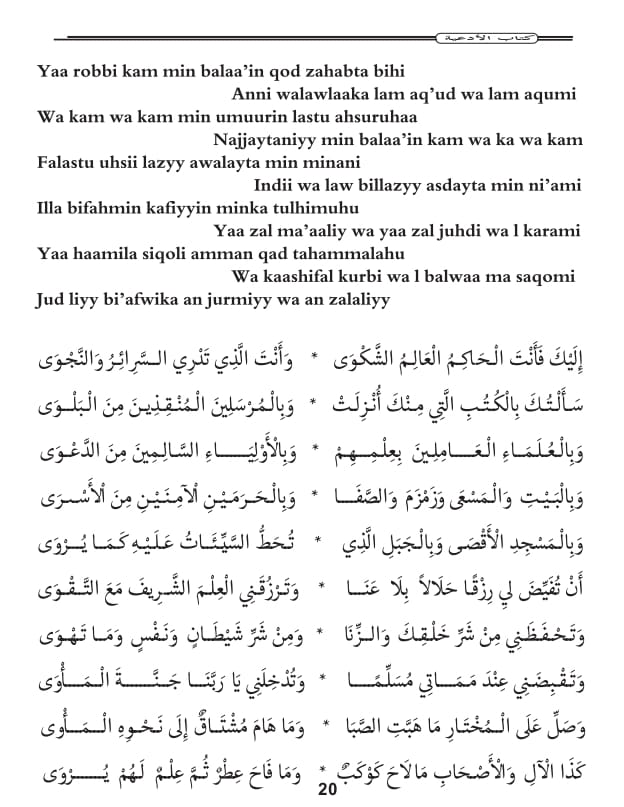 كتاب الأدعية
Yaa robbi kam min balaa’in qod zahabta bihi
Anni walawlaaka lam aq’ud wa lam aqumi
Wa kam wa kam min umuurin lastu ahsuruhaa
Najjaytaniyy min balaa’in kam wa ka wa kam
Falastu uhsii lazyy awalayta min minani
Indii wa law billazyy asdayta min ni’ami
Illa bifahmin kafiyyin minka tulhimuhu
Yaa zal ma’aaliy wa yaa zal juhdi wa l karami
Yaa haamila siqoli amman qad tahammalahu
Wa kaashifal kurbi wa l balwaa ma saqomi
Jud liyy bi’afwika an jurmiyy wa an zalaliyy
إِلَيْكَ فَأَنْتَ الْحَاكِمُ الْعَالِمُ الشَّكْوَى * وَأَنْتَ الَّذِي تَدْرِي السَّرَائِرَ وَالنَّجْوَى
سَأَلْتُكَ بِالْكُتُبِ الَّتِي مِنْكَ أُنْزِلَتْ * وَبِالْمُرْسَلِينَ الْمُنْقِذِينَ مِنَ الْبَلْوَى
وَبِالْعُلَمَاءِ الْعَامِلِينَ بِعِلْمِهِمْ * وَبِالْأَوْلِيَاءِ السَّالِمِينَ مِنَ الدَّعْوَى
وَبِالْبَيْتِ وَالْمَسْعَى وَزَمْزَمَ وَالصَّفَا * وَبِالْحَرَمَيْنِ الْآمِنَيْنِ مِنَ الْأَسْرَى
وَبِالْمَسْجِدِ الْأَقْصَى وَبِالْجَبَلِ الَّذِي * تُحَطُّ السَّيِّئَاتُ عَلَيْهِ كَمَا يُرْوَى
أَنْ تُفَيِّضَ لِي رِزْقًا حَلَالاً بِلَا عَنَا * وَتَرْزُقَنِي الْعِلْمَ الشَّرِيفَ مَعَ التَّقْوَى
وَتَحْفَظَنِي مِنْ شَرِّ خَلْقِكَ وَالزِّنَا * وَمِنْ شَرِّ شَيْطَانٍ وَنَفْسٍ وَمَا تَهْوَى
وَتَقْبِضَنِي عِنْدَ مَمَاتِي مُسَلِّمًا * وَتُدْخِلَنِي يَا رَبَّنَا جَنَّةَ الْمَأْوَى
وَصَلِّ عَلَى الْمُخْتَارِ مَا هَبَّتِ الصَّبَا * وَمَا هَامَ مُشْتَاقٌ إِلَى نَحْوِهِ الْمَأْوى
كَذَا الْآلِ وَالْأَصْحَابِ مَا لَاحَ كَوْكَبٌ * وَمَا فَاحَ عِطْرٌ ثُمَّ عِلْمٌ لَهُمْ يُرْوَى
20